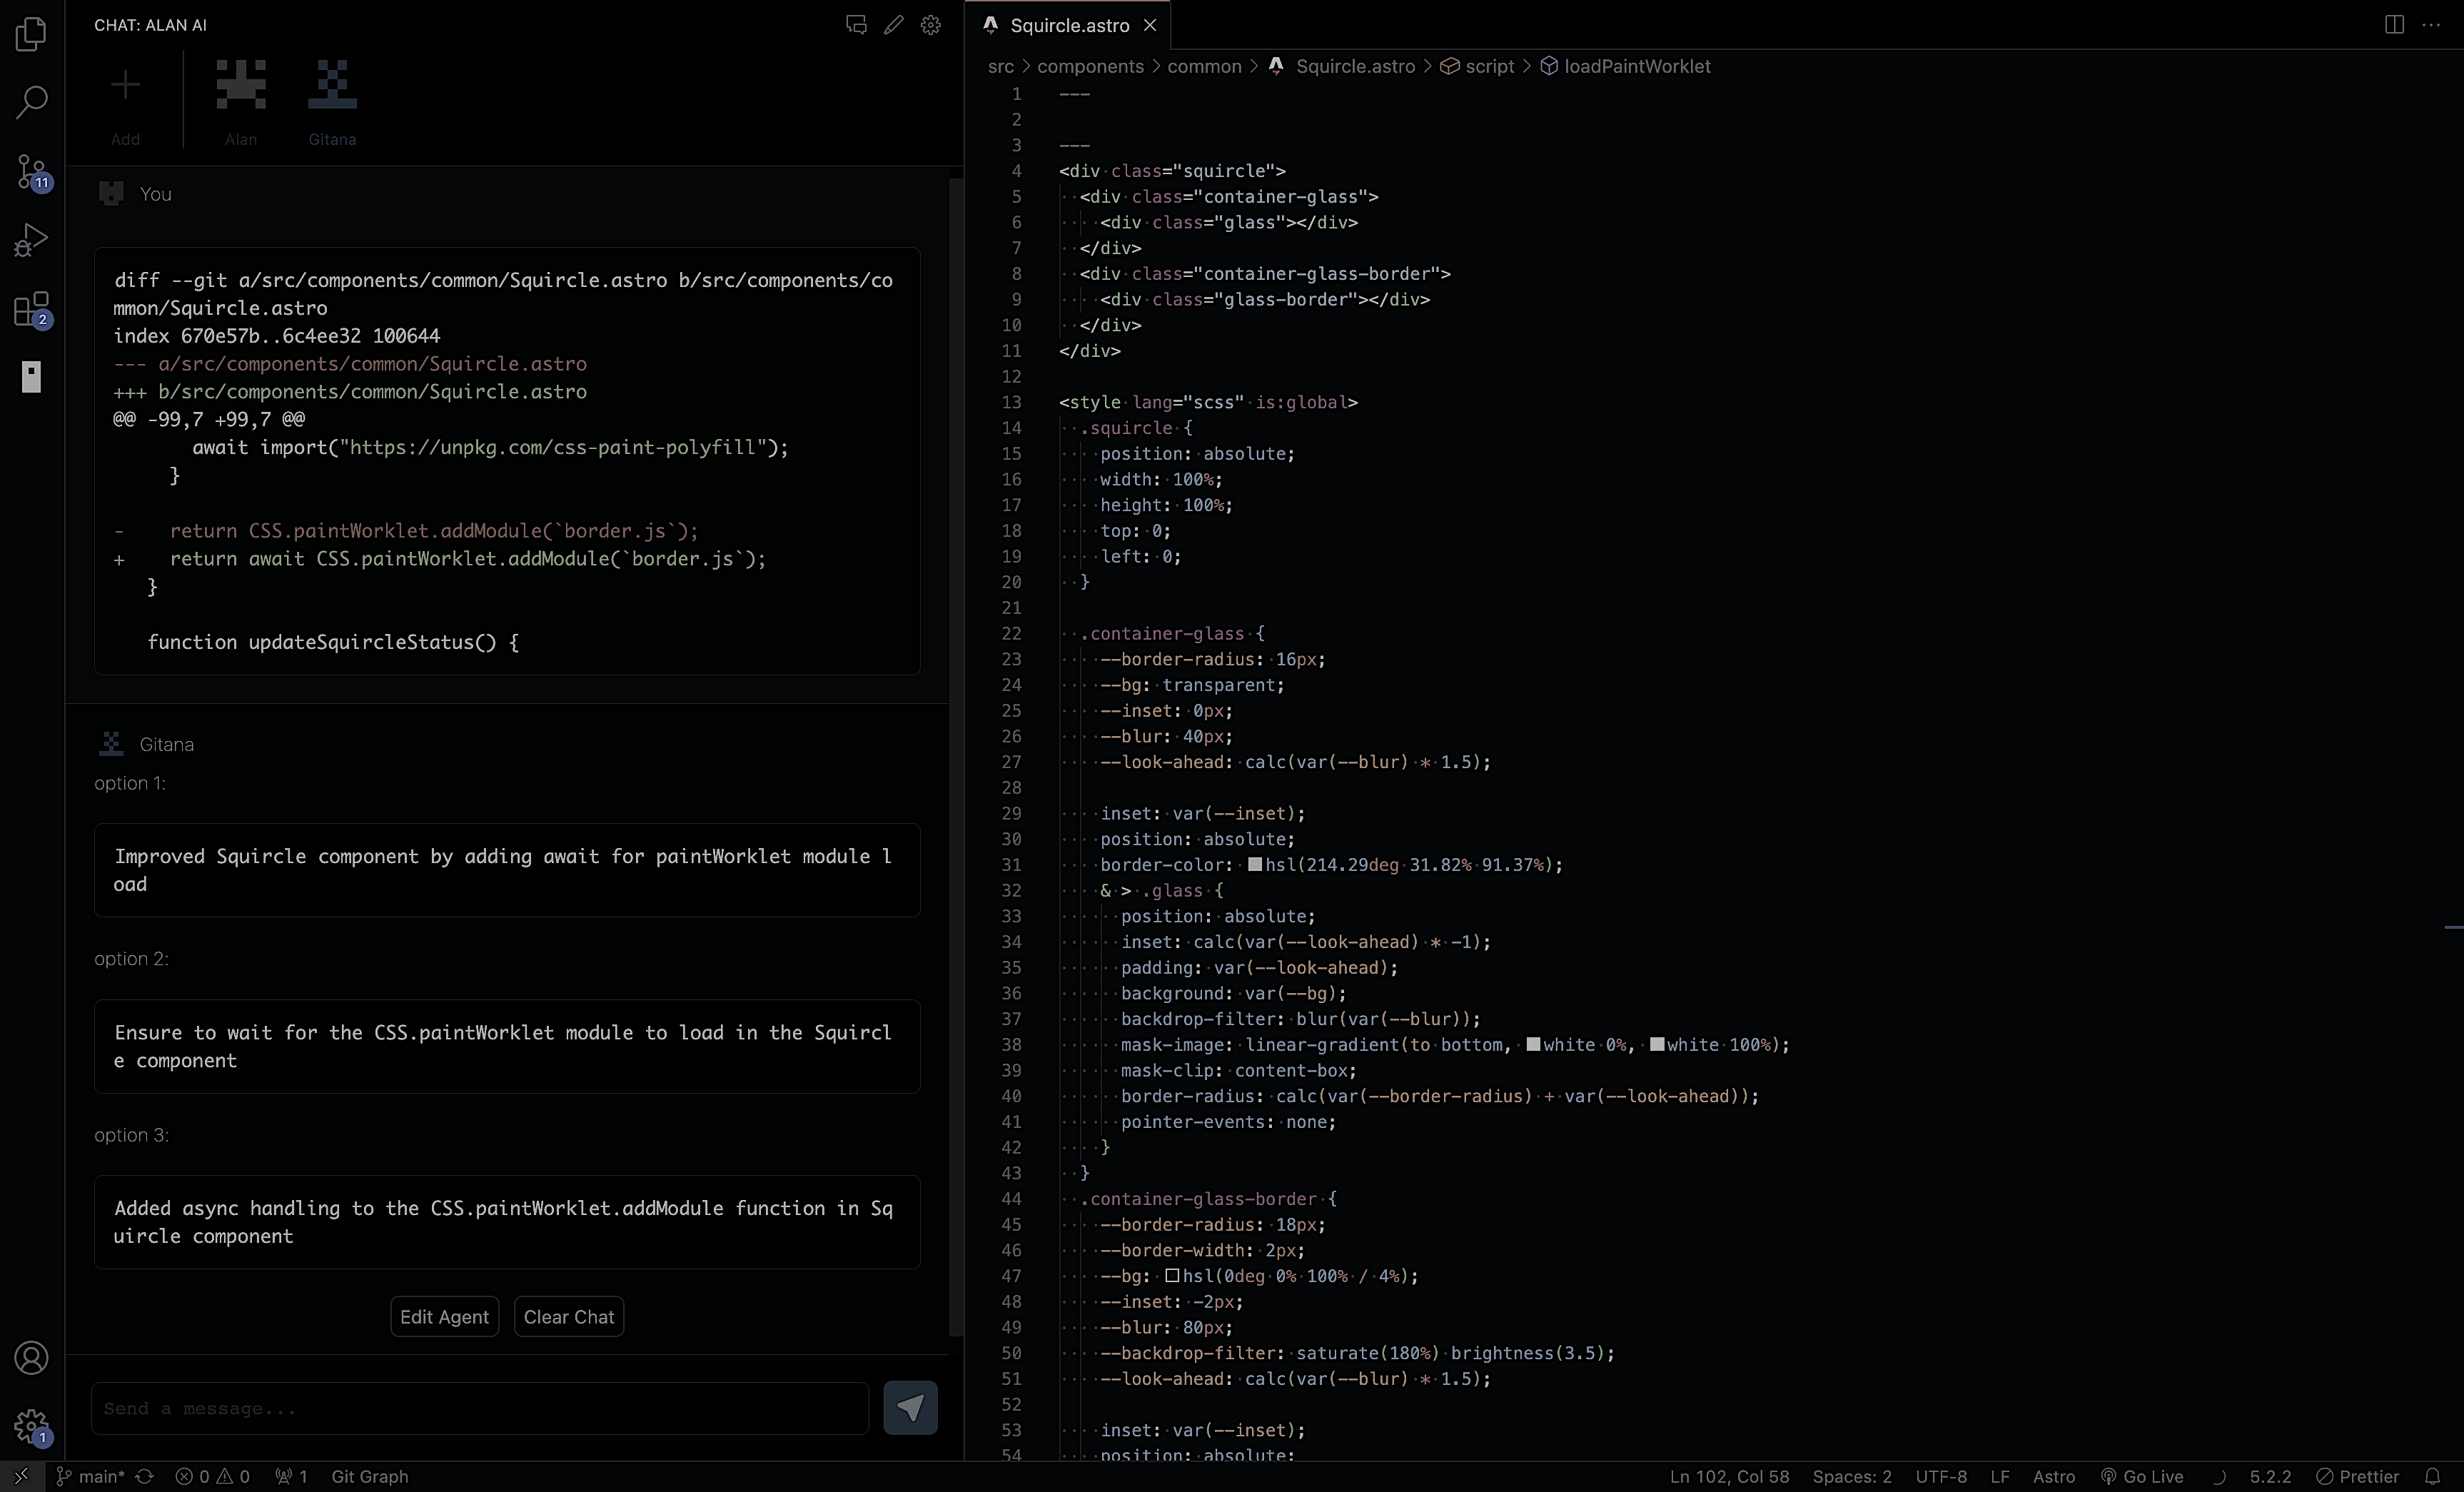 CHAT: ALAN AI
Add
Alan
Gitana
11
2
1
You
diff --git a/src/components/common/Squircle.astro b/src/components/co
mmon/Squircle.astro
index 670e57b..6c4ee32 100644
--- a/src/components/common/Squircle.astro
+++ b/src/components/common/Squircle.astro
@@ -99,7 +99,7 @@
       await import("https://unpkg.com/css-paint-polyfill");
     }
-    return CSS.paintWorklet.addModule(`border.js`);
+    return await CSS.paintWorklet.addModule(`border.js`);
   }
   function updateSquircleStatus() {
Gitana
option 1:
Improved Squircle component by adding await for paintWorklet module l
oad
option 2:
Ensure to wait for the CSS.paintWorklet module to load in the Squircl
e component
option 3:
Added async handling to the CSS.paintWorklet.addModule function in Sq
uircle component
Edit Agent Clear Chat
Send a message...
Squircle.astro
src > components > common > Squircle.astro > script > loadPaintWorklet
1 ---
2
3 ---
4 <div class="squircle">
5   <div class="container-glass">
6     <div class="glass"></div>
7   </div>
8   <div class="container-glass-border">
9     <div class="glass-border"></div>
10   </div>
11 </div>
12
13 <style lang="scss" is:global>
14   .squircle {
15     position: absolute;
16     width: 100%;
17     height: 100%;
18     top: 0;
19     left: 0;
20   }
21
22   .container-glass {
23     --border-radius: 16px;
24     --bg: transparent;
25     --inset: 0px;
26     --blur: 40px;
27     --look-ahead: calc(var(--blur) * 1.5);
28
29     inset: var(--inset);
30     position: absolute;
31     border-color: hsl(214.29deg 31.82% 91.37%);
32     & > .glass {
33       position: absolute;
34       inset: calc(var(--look-ahead) * -1);
35       padding: var(--look-ahead);
36       background: var(--bg);
37       backdrop-filter: blur(var(--blur));
38       mask-image: linear-gradient(to bottom, white 0%, white 100%);
39       mask-clip: content-box;
40       border-radius: calc(var(--border-radius) + var(--look-ahead));
41       pointer-events: none;
42     }
43   }
44   .container-glass-border {
45     --border-radius: 18px;
46     --border-width: 2px;
47     --bg: hsl(0deg 0% 100% / 4%);
48     --inset: -2px;
49     --blur: 80px;
50     --backdrop-filter: saturate(180%) brightness(3.5);
51     --look-ahead: calc(var(--blur) * 1.5);
52
53     inset: var(--inset);
54     position: absolute;
main* 0 0 1 Git Graph Ln 102, Col 58 Spaces: 2 UTF-8 LF Astro Go Live 5.2.2 Prettier